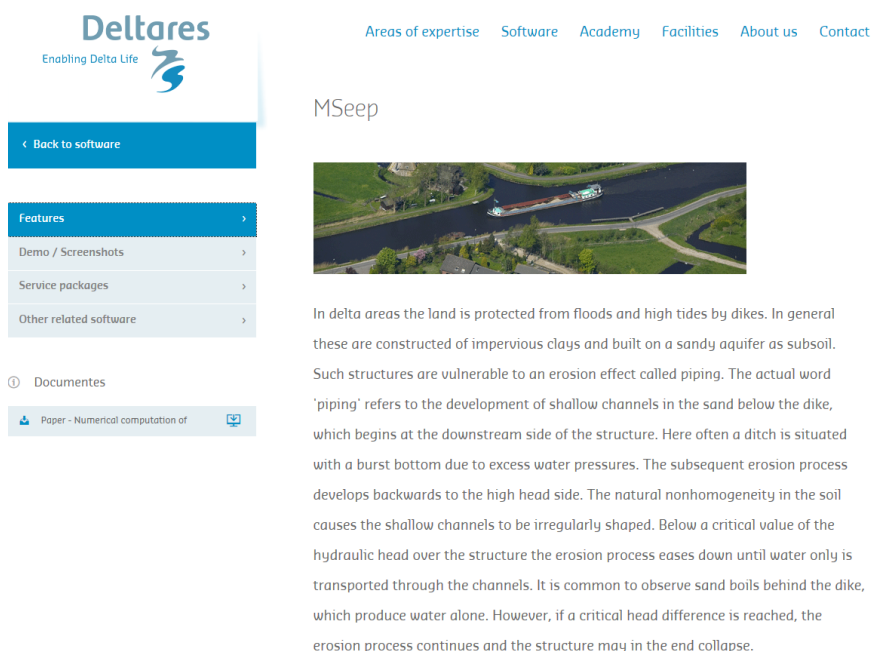 Deltares
Enabling Delta Life
Areas of expertise Software Academy Facilities About us Contact
‹ Back to software
Features ›
Demo / Screenshots ›
Service packages ›
Other related software ›
Documentes
Paper - Numerical computation of
MSeep
In delta areas the land is protected from floods and high tides by dikes. In general
these are constructed of impervious clays and built on a sandy aquifer as subsoil.
Such structures are vulnerable to an erosion effect called piping. The actual word
'piping' refers to the development of shallow channels in the sand below the dike,
which begins at the downstream side of the structure. Here often a ditch is situated
with a burst bottom due to excess water pressures. The subsequent erosion process
develops backwards to the high head side. The natural nonhomogeneity in the soil
causes the shallow channels to be irregularly shaped. Below a critical value of the
hydraulic head over the structure the erosion process eases down until water only is
transported through the channels. It is common to observe sand boils behind the dike,
which produce water alone. However, if a critical head difference is reached, the
erosion process continues and the structure may in the end collapse.